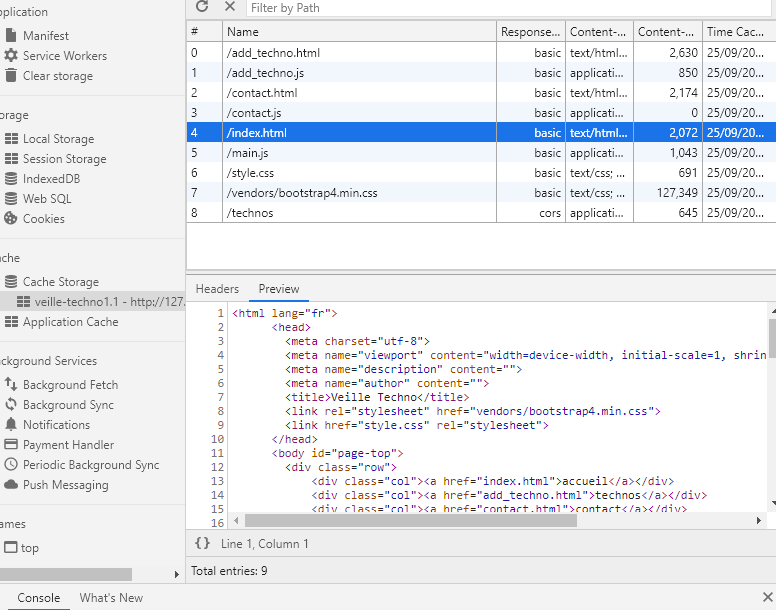 plication
Manifest
Service Workers
Clear storage
orage
Local Storage
Session Storage
IndexedDB
Web SQL
Cookies
che
Cache Storage
veille-techno1.1 - http://127.
Application Cache
ckground Services
Background Fetch
Background Sync
Notifications
Payment Handler
Periodic Background Sync
Push Messaging
ames
top
Filter by Path
# Name Response... Content-... Content-... Time Cac...
0 /add_techno.html basic text/html... 2,630 25/09/20...
1 /add_techno.js basic applicati... 850 25/09/20...
2 /contact.html basic text/html... 2,174 25/09/20...
3 /contact.js basic applicati... 0 25/09/20...
4 /index.html basic text/html... 2,072 25/09/20...
5 /main.js basic applicati... 1,043 25/09/20...
6 /style.css basic text/css; ... 691 25/09/20...
7 /vendors/bootstrap4.min.css basic text/css; ... 127,349 25/09/20...
8 /technos cors applicati... 645 25/09/20...
Headers Preview
1 <html lang="fr">
2 <head>
3 <meta charset="utf-8">
4 <meta name="viewport" content="width=device-width, initial-scale=1, shrin
5 <meta name="description" content="">
6 <meta name="author" content="">
7 <title>Veille Techno</title>
8 <link rel="stylesheet" href="vendors/bootstrap4.min.css">
9 <link href="style.css" rel="stylesheet">
10 </head>
11 <body id="page-top">
12 <div class="row">
13 <div class="col"><a href="index.html">accueil</a></div>
14 <div class="col"><a href="add_techno.html">technos</a></div>
15 <div class="col"><a href="contact.html">contact</a></div>
16
{} Line 1, Column 1
Total entries: 9
Console What's New